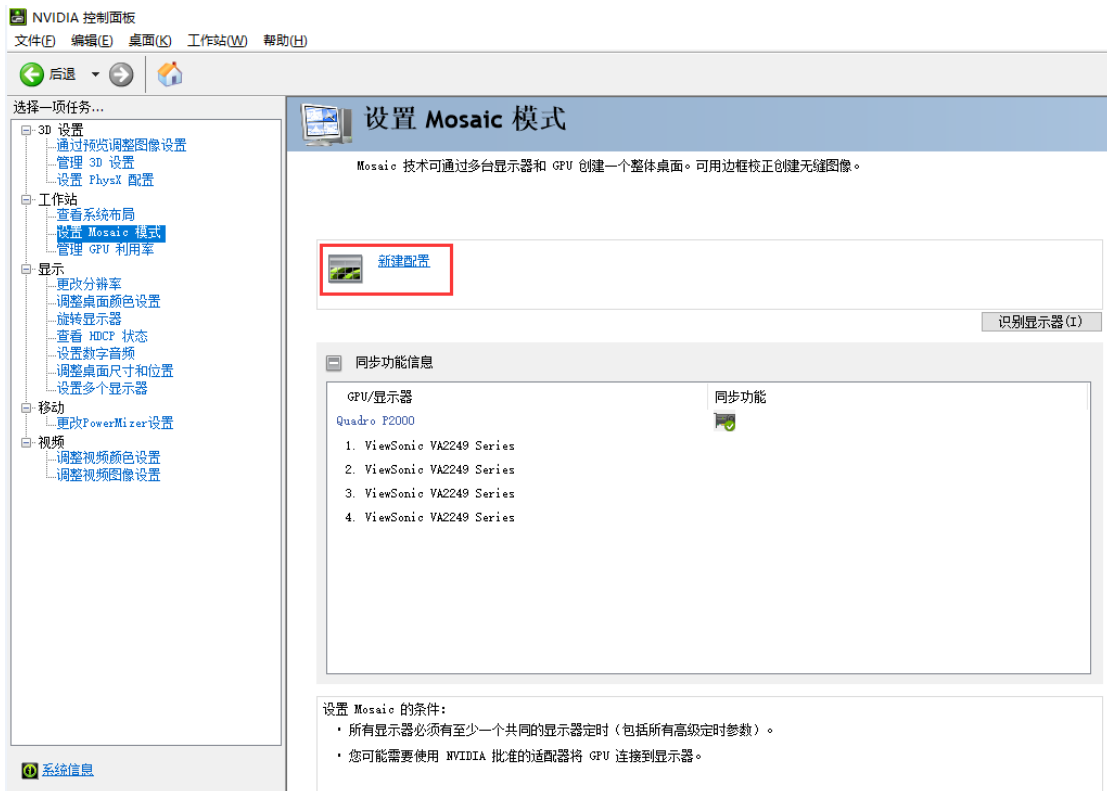 NVIDIA 控制面板
文件(F) 编辑(E) 桌面(K) 工作站(W) 帮助(H)
后退
选择一项任务...
3D 设置
通过预览调整图像设置
管理 3D 设置
设置 PhysX 配置
工作站
查看系统布局
设置 Mosaic 模式
管理 GPU 利用率
显示
更改分辨率
调整桌面颜色设置
旋转显示器
查看 HDCP 状态
设置数字音频
调整桌面尺寸和位置
设置多个显示器
移动
更改PowerMizer设置
视频
调整视频颜色设置
调整视频图像设置
系统信息
设置 Mosaic 模式
Mosaic 技术可通过多台显示器和 GPU 创建一个整体桌面。可用边框校正创建无缝图像。
新建配置
识别显示器(I)
同步功能信息
GPU/显示器 同步功能
Quadro P2000
1. ViewSonic VA2249 Series
2. ViewSonic VA2249 Series
3. ViewSonic VA2249 Series
4. ViewSonic VA2249 Series
设置 Mosaic 的条件:
· 所有显示器必须有至少一个共同的显示器定时（包括所有高级定时参数）。
· 您可能需要使用 NVIDIA 批准的适配器将 GPU 连接到显示器。